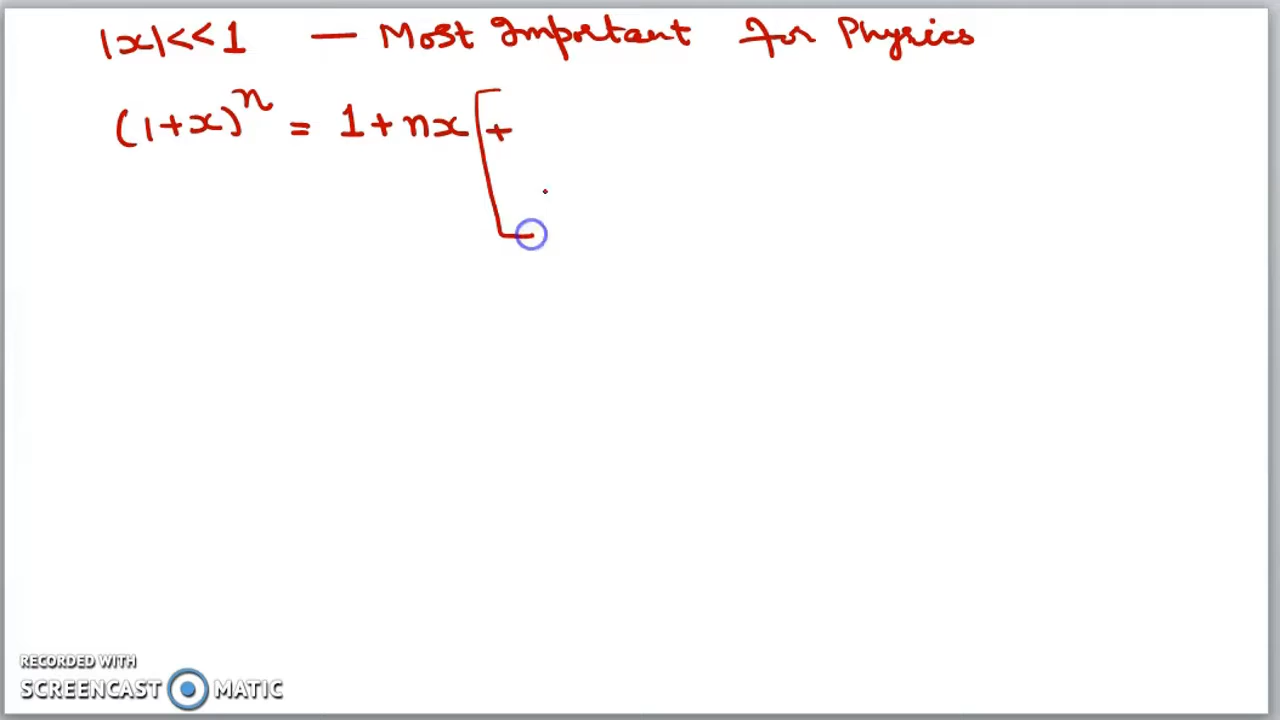 |x|<<1 — Most Important for Physics
(1+x)^n = 1+nx [+
RECORDED WITH
SCREENCAST MATIC